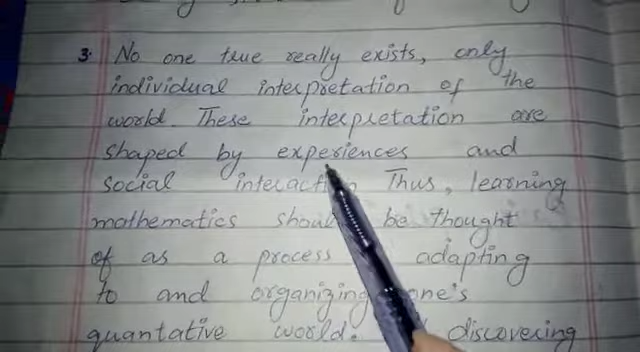 3. No one true really exists, only
individual interpretation of the
world. These interpretation are
shaped by experiences and
social Thus, learning
mathematics be thought
of as a process adapting
to and organizing one's
quantative world. discovering